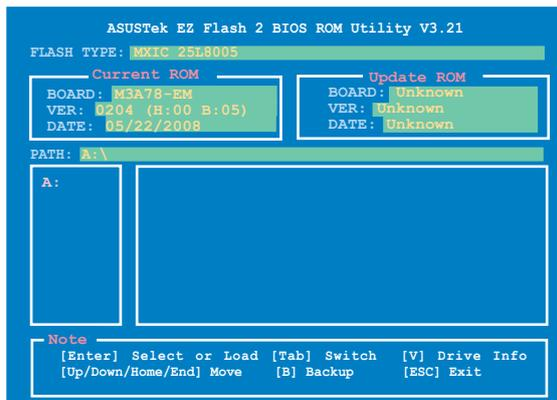 ASUSTek EZ Flash 2 BIOS ROM Utility V3.21
FLASH TYPE: MXIC 25L8005
Current ROM
BOARD: M3A78-EM
VER: 0204 (H:00 B:05)
DATE: 05/22/2008
Update ROM
BOARD: Unknown
VER: Unknown
DATE: Unknown
PATH: A:\
A:
Note
[Enter] Select or Load [Tab] Switch [V] Drive Info
[Up/Down/Home/End] Move [B] Backup [ESC] Exit